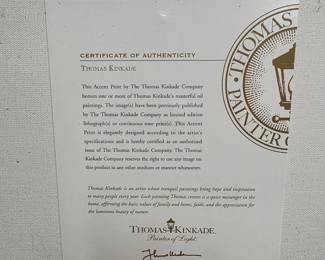 CERTIFICATE OF AUTHENTICITY
THOMAS KINKADE
This Accent Print by The Thomas Kinkade Company
honors one or more of Thomas Kinkade's masterful oil
paintings. The image(s) have been previously published
by The Thomas Kinkade Company as limited edition
lithograph(s) or continuous tone print(s). This Accent
Print is elegantly designed according to the artist's
specifications and is hereby certified as an authorized
issue of The Thomas Kinkade Company. The Thomas
Kinkade Company reserves the right to use any image on
this product in any other medium or manner whatsoever.
Thomas Kinkade is an artist whose tranquil paintings bring hope and inspiration
to many people every year. Each painting Thomas creates is a quiet messenger in the
home, affirming the basic values of family and home, faith, and the appreciation for
the luminous beauty of nature.
THOMAS KINKADE
Painter of Light
THOMAS
PAINTER